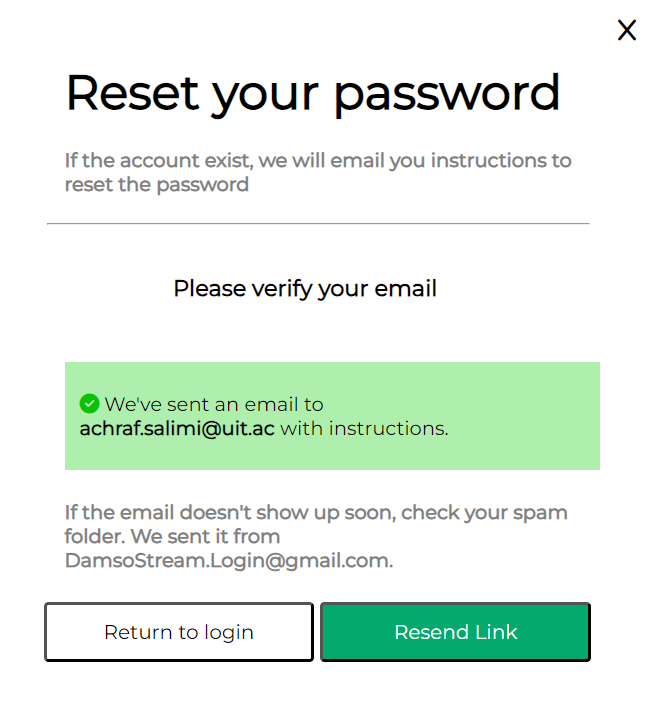 X
Reset your password
If the account exist, we will email you instructions to
reset the password
Please verify your email
We've sent an email to
achraf.salimi@uit.ac with instructions.
If the email doesn't show up soon, check your spam
folder. We sent it from
DamsoStream.Login@gmail.com.
Return to login
Resend Link